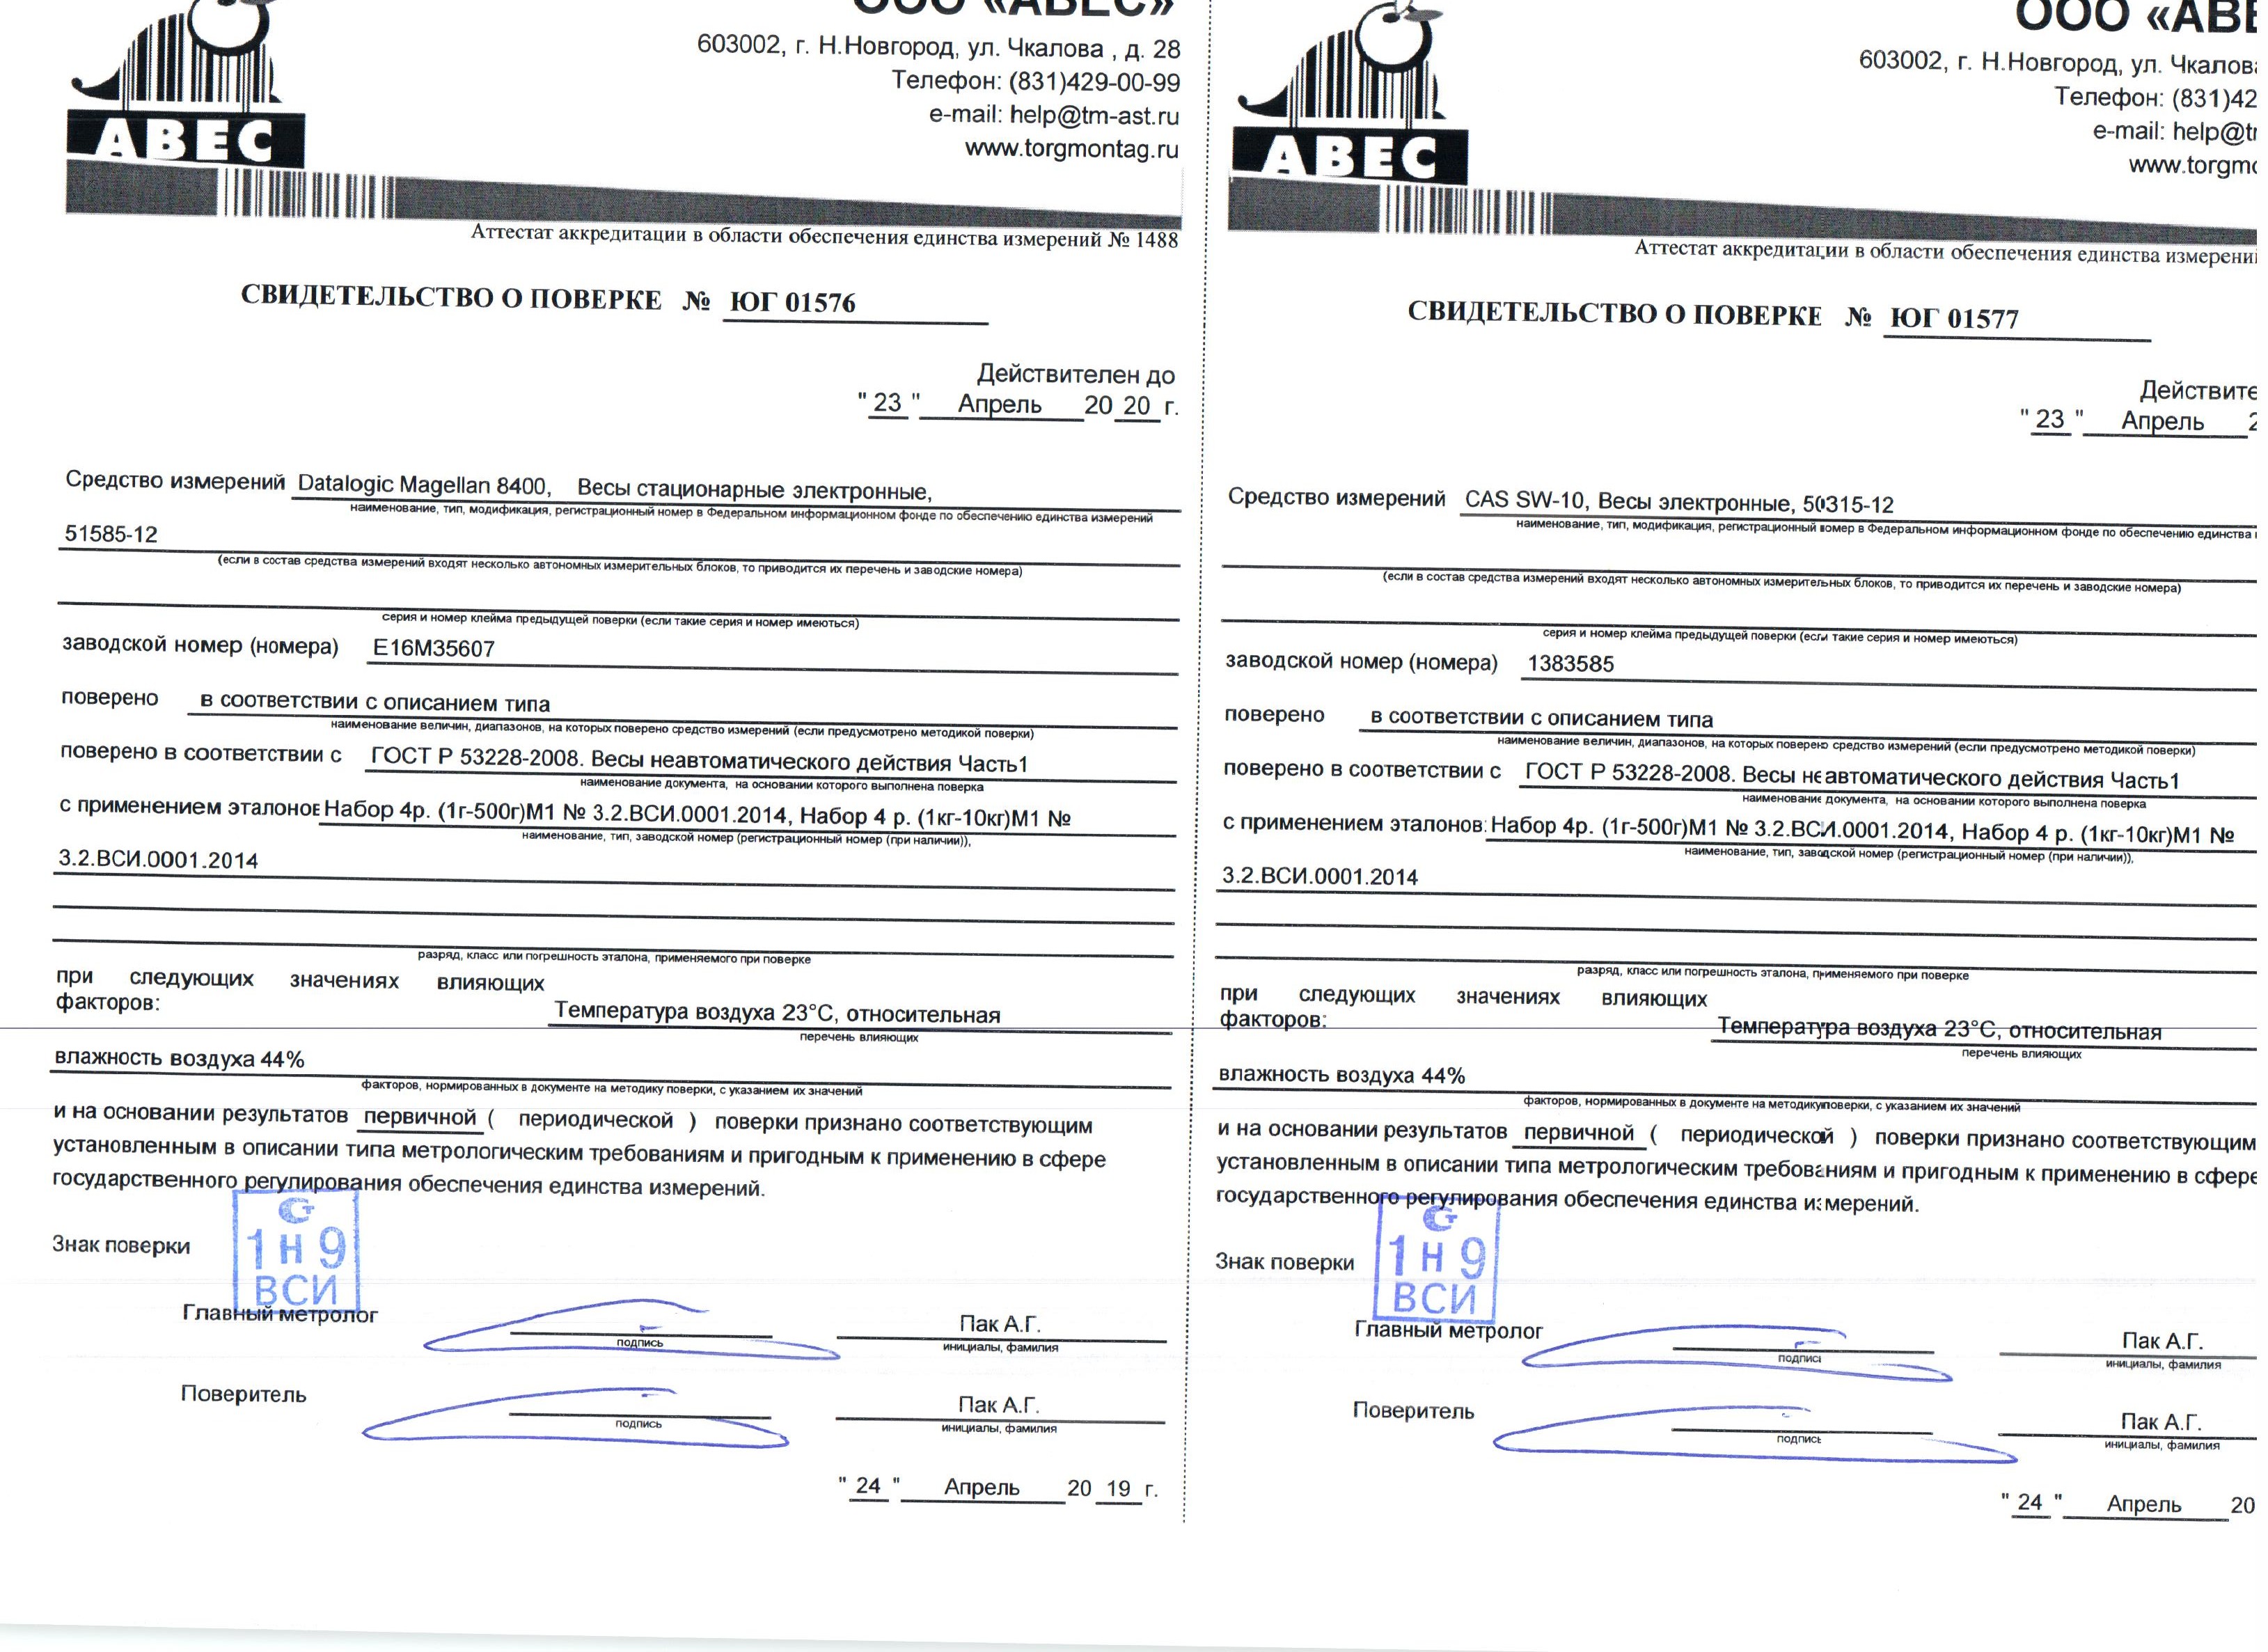 ООО «АВЕС»
603002, г. Н.Новгород, ул. Чкалова , д. 28
Телефон: (831)429-00-99
e-mail: help@tm-ast.ru
www.torgmontag.ru
АВЕС
Аттестат аккредитации в области обеспечения единства измерений № 1488
СВИДЕТЕЛЬСТВО О ПОВЕРКЕ № ЮГ 01576
Действителен до
" 23 " Апрель 20 20 г.
Средство измерений Datalogic Magellan 8400, Весы стационарные электронные,
наименование, тип, модификация, регистрационный номер в Федеральном информационном фонде по обеспечению единства измерений
51585-12
(если в состав средства измерений входят несколько автономных измерительных блоков, то приводится их перечень и заводские номера)
серия и номер клейма предыдущей поверки (если такие серия и номер имеються)
заводской номер (номера) E16M35607
поверено в соответствии с описанием типа
наименование величин, диапазонов, на которых поверено средство измерений (если предусмотрено методикой поверки)
поверено в соответствии с ГОСТ Р 53228-2008. Весы неавтоматического действия Часть1
наименование документа, на основании которого выполнена поверка
с применением эталонов Набор 4р. (1г-500г)М1 № 3.2.ВСИ.0001.2014, Набор 4 р. (1кг-10кг)М1 №
наименование, тип, заводской номер (регистрационный номер (при наличии)),
3.2.ВСИ.0001.2014
разряд, класс или погрешность эталона, применяемого при поверке
при следующих значениях влияющих
факторов: Температура воздуха 23°С, относительная
перечень влияющих
влажность воздуха 44%
факторов, нормированных в документе на методику поверки, с указанием их значений
и на основании результатов первичной ( периодической ) поверки признано соответствующим
установленным в описании типа метрологическим требованиям и пригодным к применению в сфере
государственного регулирования обеспечения единства измерений.
Знак поверки
1 Н 9
ВСИ
Главный метролог Пак А.Г.
подпись инициалы, фамилия
Поверитель Пак А.Г.
подпись инициалы, фамилия
" 24 " Апрель 20 19 г.
ООО «АВЕ
603002, г. Н.Новгород, ул. Чкалова
Телефон: (831)42
e-mail: help@t
www.torgmo
АВЕС
Аттестат аккредитации в области обеспечения единства измерени
СВИДЕТЕЛЬСТВО О ПОВЕРКЕ № ЮГ 01577
Действите
" 23 " Апрель 2
Средство измерений CAS SW-10, Весы электронные, 50315-12
наименование, тип, модификация, регистрационный номер в Федеральном информационном фонде по обеспечению единства
(если в состав средства измерений входят несколько автономных измерительных блоков, то приводится их перечень и заводские номера)
серия и номер клейма предыдущей поверки (если такие серия и номер имеються)
заводской номер (номера) 1383585
поверено в соответствии с описанием типа
наименование величин, диапазонов, на которых поверено средство измерений (если предусмотрено методикой поверки)
поверено в соответствии с ГОСТ Р 53228-2008. Весы неавтоматического действия Часть1
наименование документа, на основании которого выполнена поверка
с применением эталонов: Набор 4р. (1г-500г)М1 № 3.2.ВСИ.0001.2014, Набор 4 р. (1кг-10кг)М1 №
наименование, тип, заводской номер (регистрационный номер (при наличии)),
3.2.ВСИ.0001.2014
разряд, класс или погрешность эталона, применяемого при поверке
при следующих значениях влияющих
факторов: Температура воздуха 23°С, относительная
перечень влияющих
влажность воздуха 44%
факторов, нормированных в документе на методику поверки, с указанием их значений
и на основании результатов первичной ( периодической ) поверки признано соответствующим
установленным в описании типа метрологическим требованиям и пригодным к применению в сфере
государственного регулирования обеспечения единства измерений.
Знак поверки
1 Н 9
ВСИ
Главный метролог Пак А.Г.
подпись инициалы, фамилия
Поверитель Пак А.Г.
подпись инициалы, фамилия
" 24 " Апрель 20